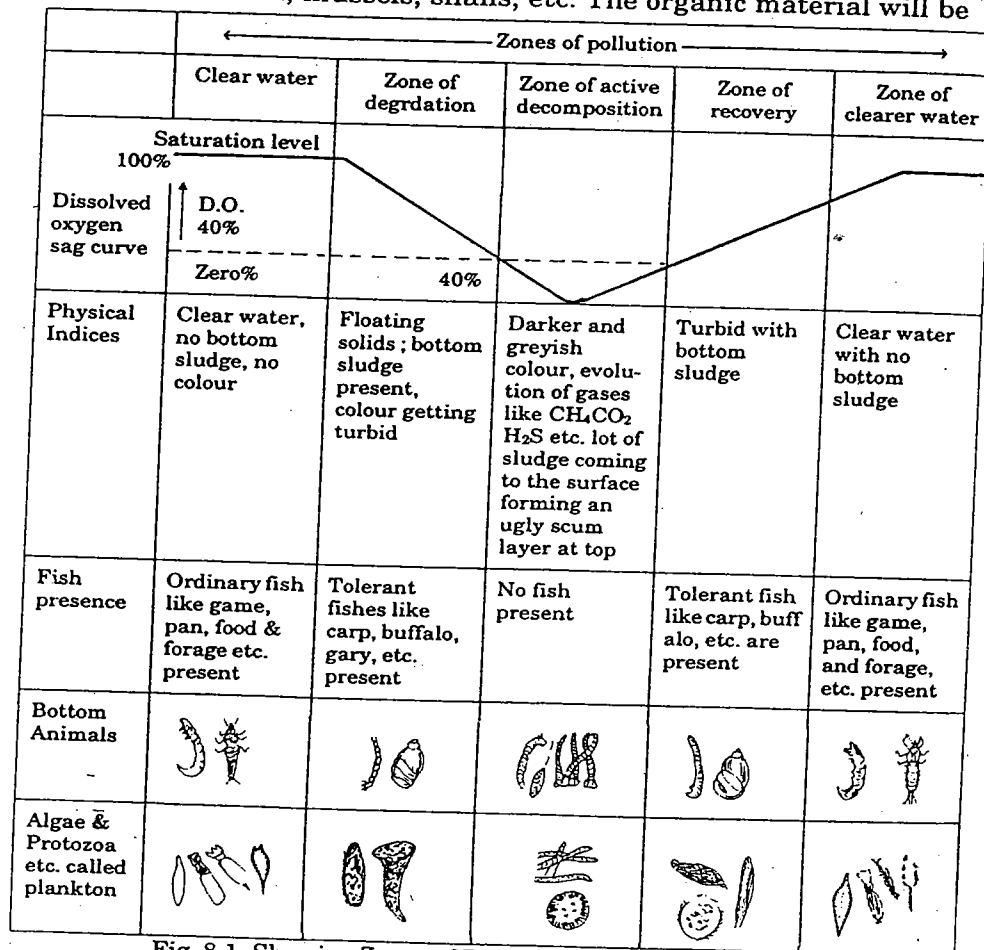 mussels, snails, etc. The organic material will be
Zones of pollution
Clear water
Zone of
degrdation
Zone of active
decomposition
Zone of
recovery
Zone of
clearer water
Saturation level
100%
Dissolved
oxygen
sag curve
D.O.
40%
Zero%
40%
Physical
Indices
Clear water,
no bottom
sludge, no
colour
Floating
solids ; bottom
sludge
present,
colour getting
turbid
Darker and
greyish
colour, evolu-
tion of gases
like CH₄CO₂
H₂S etc. lot of
sludge coming
to the surface
forming an
ugly scum
layer at top
Turbid with
bottom
sludge
Clear water
with no
bottom
sludge
Fish
presence
Ordinary fish
like game,
pan, food &
forage etc.
present
Tolerant
fishes like
carp, buffalo,
gary, etc.
present
No fish
present
Tolerant fish
like carp, buff
alo, etc. are
present
Ordinary fish
like game,
pan, food,
and forage,
etc. present
Bottom
Animals
Algae &
Protozoa
etc. called
plankton
Fig. 8.1